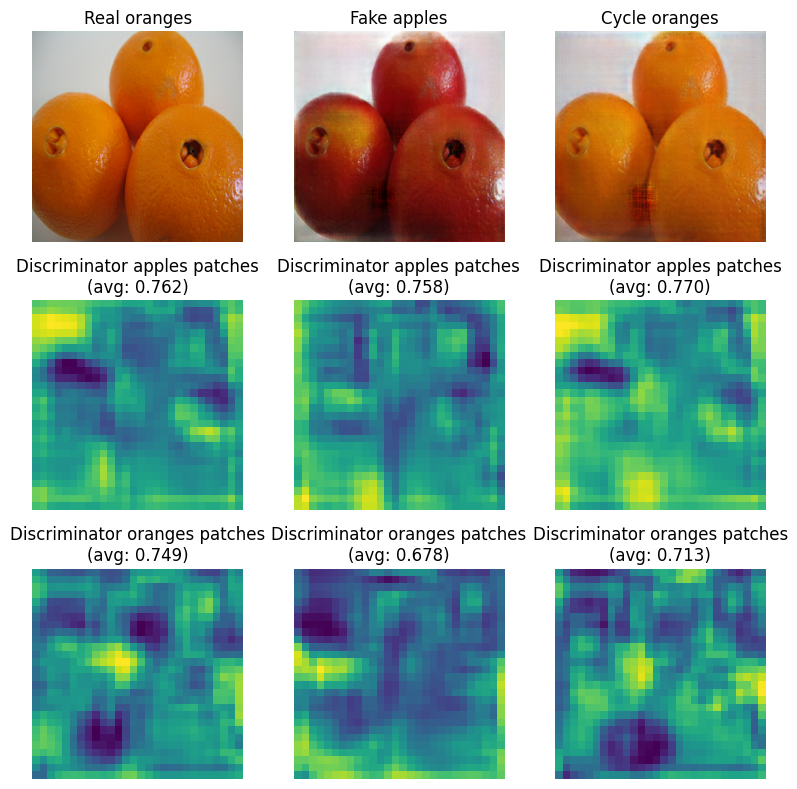 Real oranges
Fake apples
Cycle oranges
Discriminator apples patches
(avg: 0.762)
Discriminator apples patches
(avg: 0.758)
Discriminator apples patches
(avg: 0.770)
Discriminator oranges patches
(avg: 0.749)
Discriminator oranges patches
(avg: 0.678)
Discriminator oranges patches
(avg: 0.713)